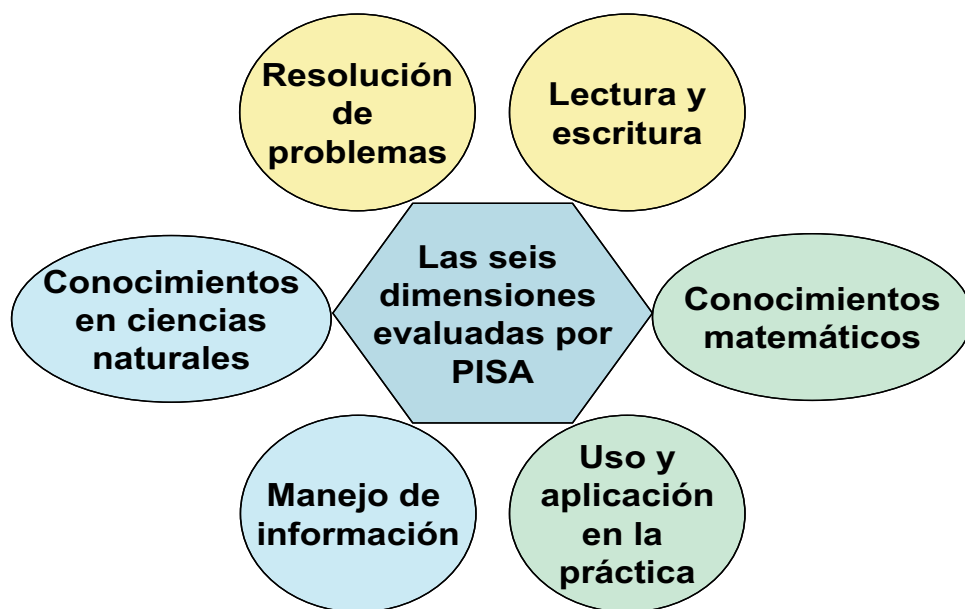 Resolución
de
problemas
Lectura y
escritura
Las seis
dimensiones
evaluadas por
PISA
Conocimientos
en ciencias
naturales
Conocimientos
matemáticos
Manejo de
información
Uso y
aplicación
en la
práctica